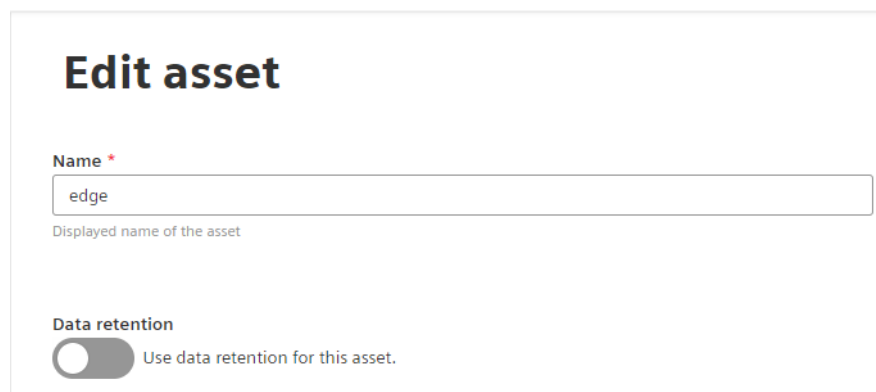 Edit asset
Name *
edge
Displayed name of the asset
Data retention
Use data retention for this asset.